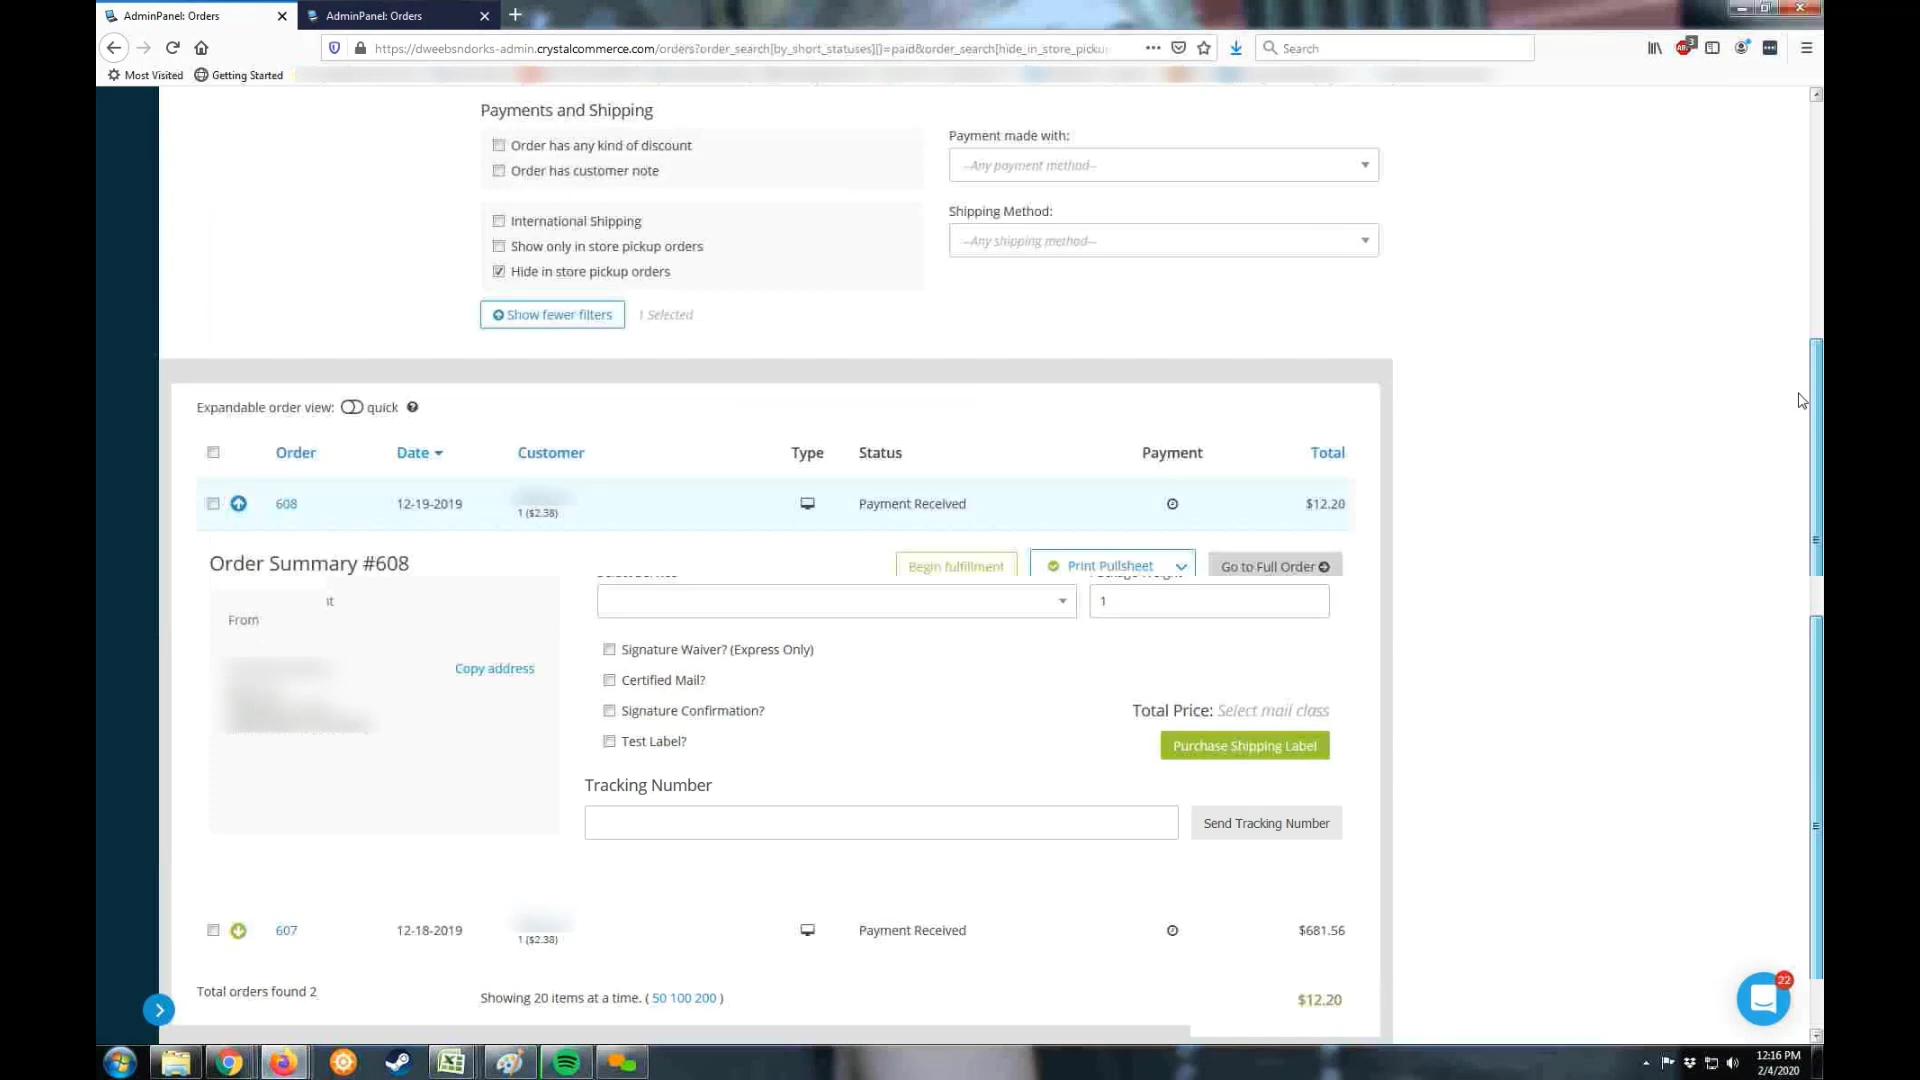 AdminPanel: Orders
AdminPanel: Orders
https://dweebsndorks-admin.crystalcommerce.com/orders?order_search[by_short_statuses][]=paid&order_search[hide_in_store_pickup
Search
3
Most Visited
Getting Started
Payments and Shipping
Order has any kind of discount
Order has customer note
Payment made with:
--Any payment method--
International Shipping
Show only in store pickup orders
Hide in store pickup orders
Shipping Method:
--Any shipping method--
Show fewer filters
1 Selected
Expandable order view: quick
Order Date Customer Type Status Payment Total
608 12-19-2019 1 ($2.38) Payment Received $12.20
Order Summary #608
Begin fulfillment
Print Pullsheet
Go to Full Order
From
Copy address
1
Signature Waiver? (Express Only)
Certified Mail?
Signature Confirmation?
Test Label?
Total Price: Select mail class
Purchase Shipping Label
Tracking Number
Send Tracking Number
607 12-18-2019 1 ($2.38) Payment Received $681.56
Total orders found 2
Showing 20 items at a time. ( 50 100 200 )
$12.20
22
12:16 PM
2/4/2020